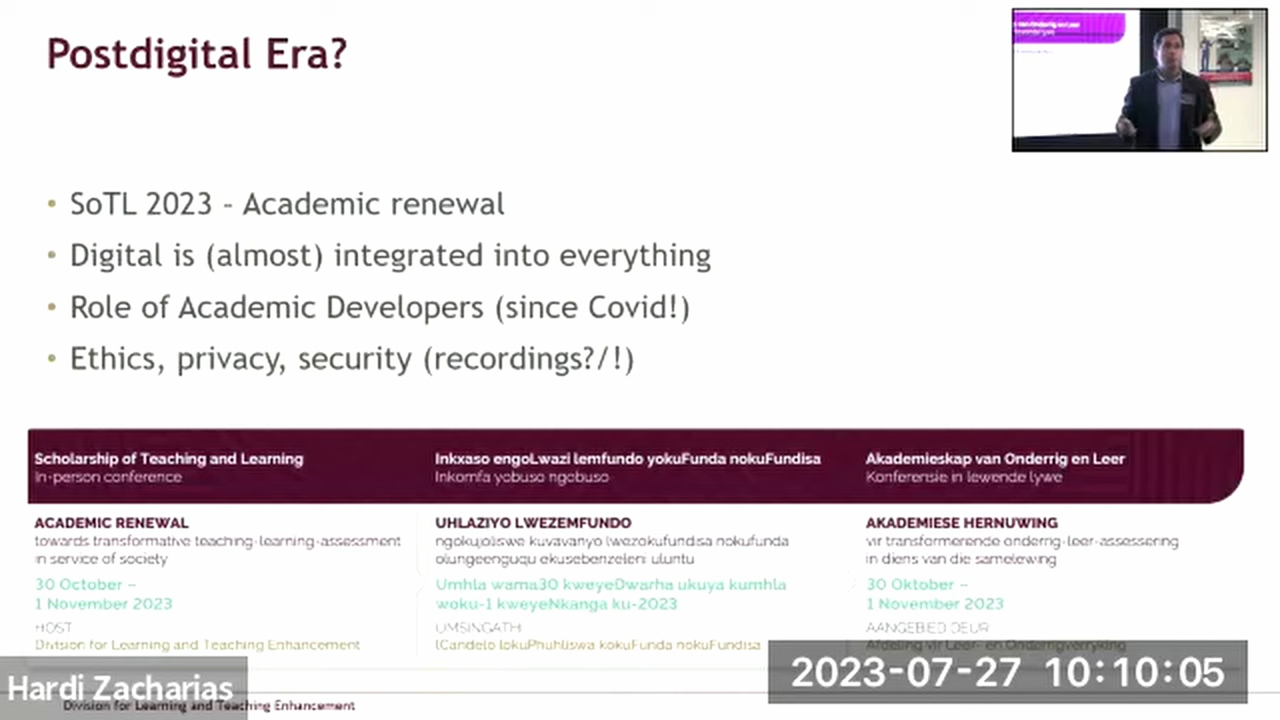 Postdigital Era?
• SoTL 2023 - Academic renewal
• Digital is (almost) integrated into everything
• Role of Academic Developers (since Covid!)
• Ethics, privacy, security (recordings?/!)
Scholarship of Teaching and Learning
In-person conference
ACADEMIC RENEWAL
towards transformative teaching-learning-assessment
in service of society
30 October –
1 November 2023
HOST
Division for Learning and Teaching Enhancement
Inkxaso engoLwazi lemfundo yokuFunda nokuFundisa
Inkomfa yobuso ngobuso
UHLAZIYO LWEZEMFUNDO
ngokujoliswe kuvavanyo lwezokufundisa nokufunda
olungeenguqu ekusebenzeleni uluntu
Umhla wama30 kweyeDwarha ukuya kumhla
woku-1 kweyeNkanga ku-2023
UMSINGATHI
ICandelo lokuPhuhliswa kokuFunda nokuFundisa
Akademieskap van Onderrig en Leer
Konferensie in lewende lywe
AKADEMIESE HERNUWING
vir transformerende onderrig-leer-assessering
in diens van die samelewing
30 Oktober –
1 November 2023
AANGEBIED DEUR
Afdeling vir Leer- en Onderrigverryking
Hardi Zacharias
Division for Learning and Teaching Enhancement
2023-07-27 10:10:05